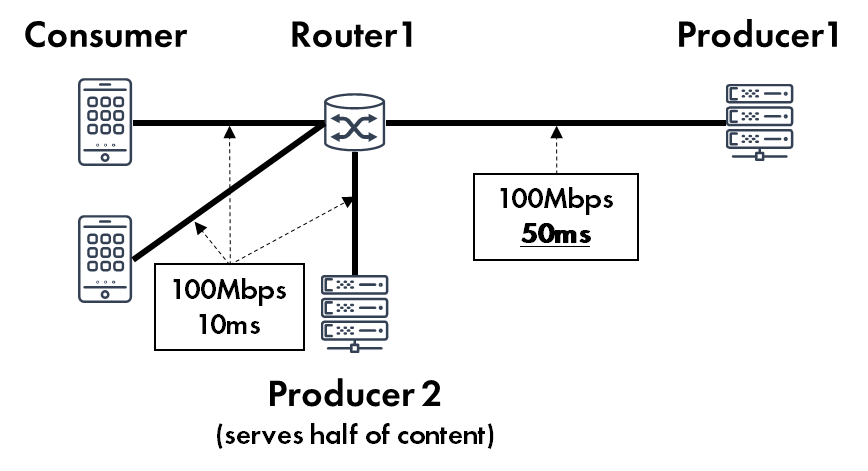 Consumer
Router1
Producer1
100Mbps
50ms
100Mbps
10ms
Producer 2
(serves half of content)